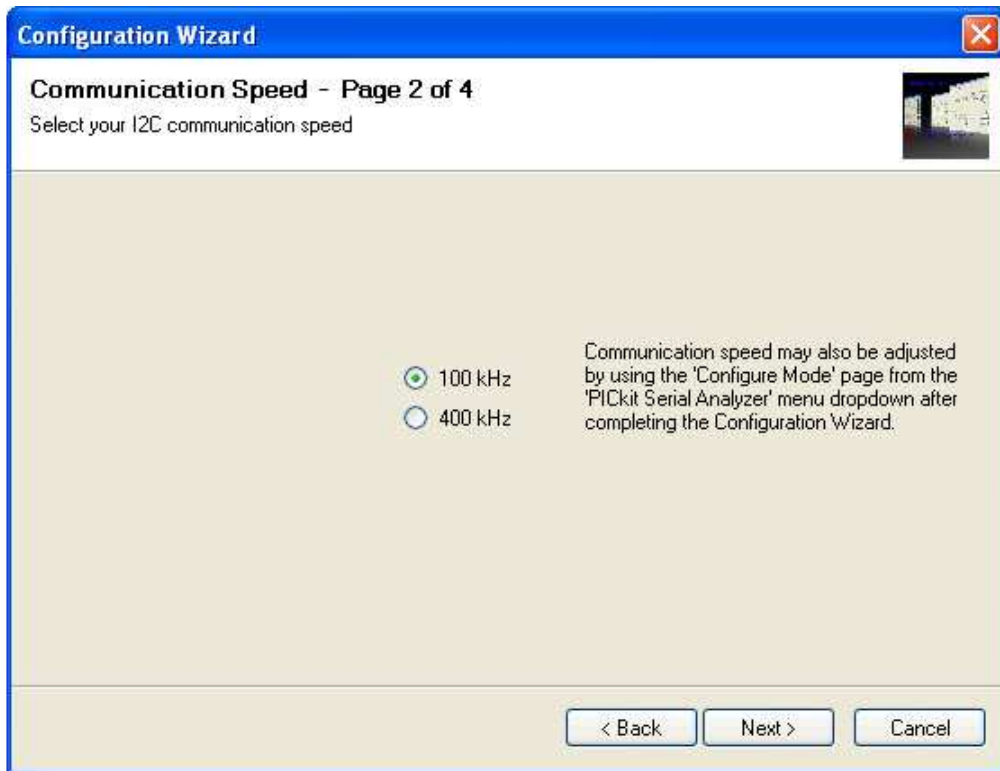 Configuration Wizard
Communication Speed - Page 2 of 4
Select your I2C communication speed
100 kHz
400 kHz
Communication speed may also be adjusted
by using the 'Configure Mode' page from the
'PICkit Serial Analyzer' menu dropdown after
completing the Configuration Wizard.
< Back
Next >
Cancel